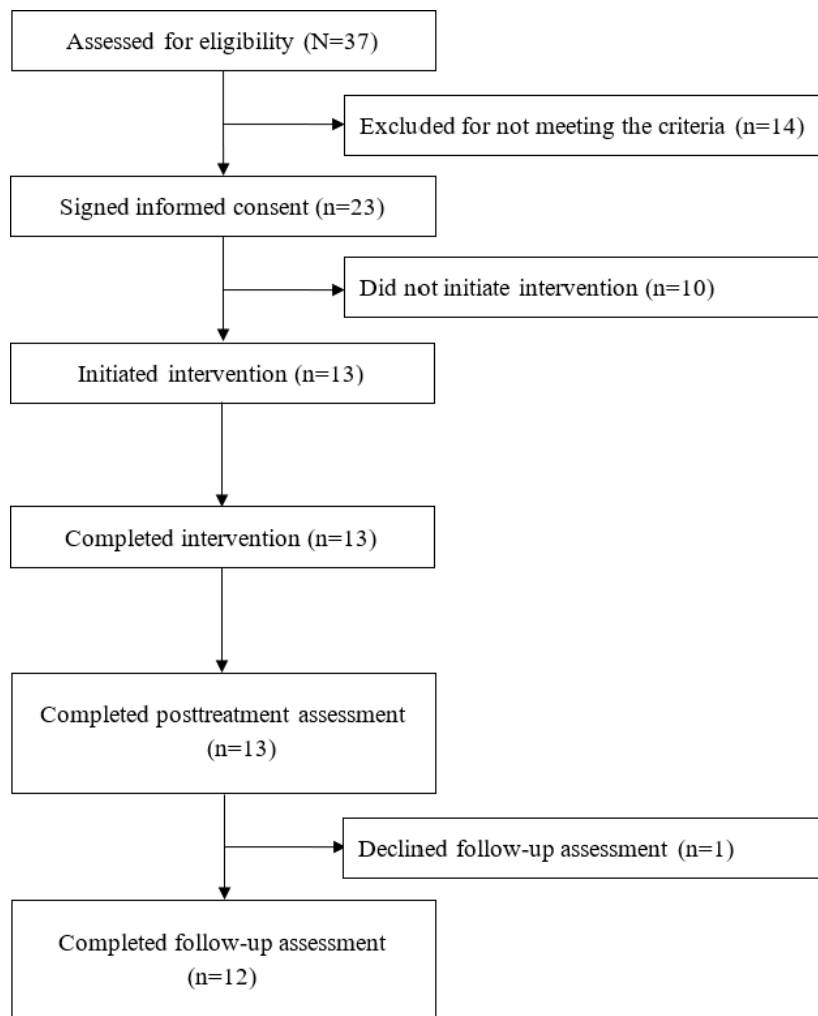 Assessed for eligibility (N=37)
Excluded for not meeting the criteria (n=14)
Signed informed consent (n=23)
Did not initiate intervention (n=10)
Initiated intervention (n=13)
Completed intervention (n=13)
Completed posttreatment assessment
(n=13)
Declined follow-up assessment (n=1)
Completed follow-up assessment
(n=12)